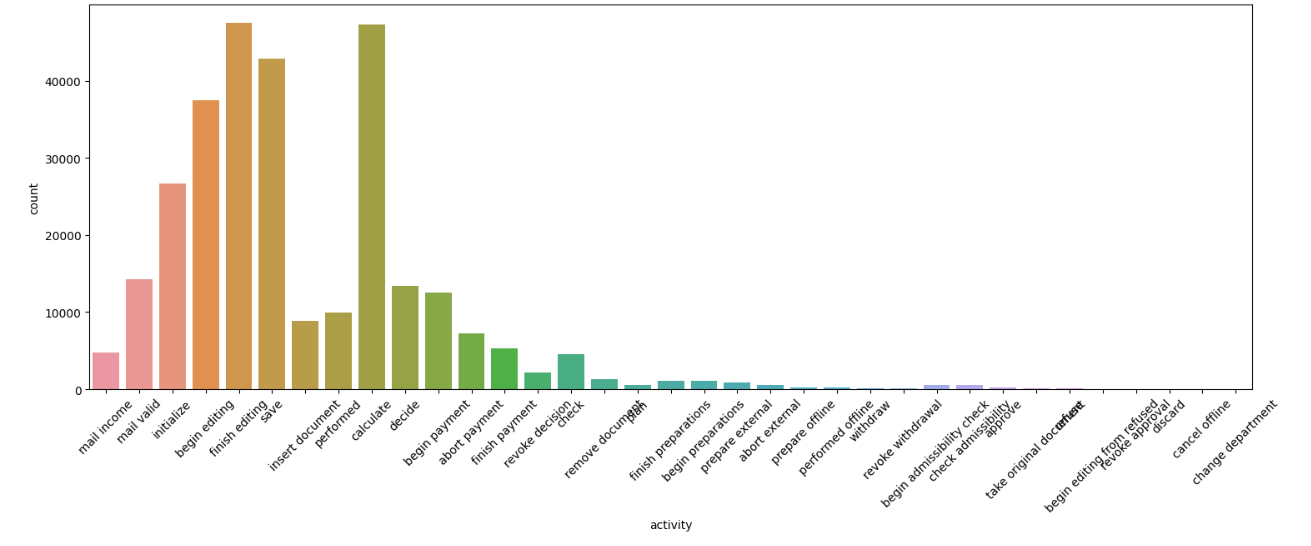 40000
30000
20000
10000
0
count
mail income
mail valid
initialize
begin editing
finish editing
save
insert document
performed
calculate
decide
begin payment
abort payment
finish payment
revoke decision
check
remove document
plan
finish preparations
begin preparations
prepare external
abort external
prepare offline
performed offline
withdraw
revoke withdrawal
begin admissibility check
check admissibility
approve
take original document
refuse
begin editing from refused
revoke approval
discard
cancel offline
change department
activity